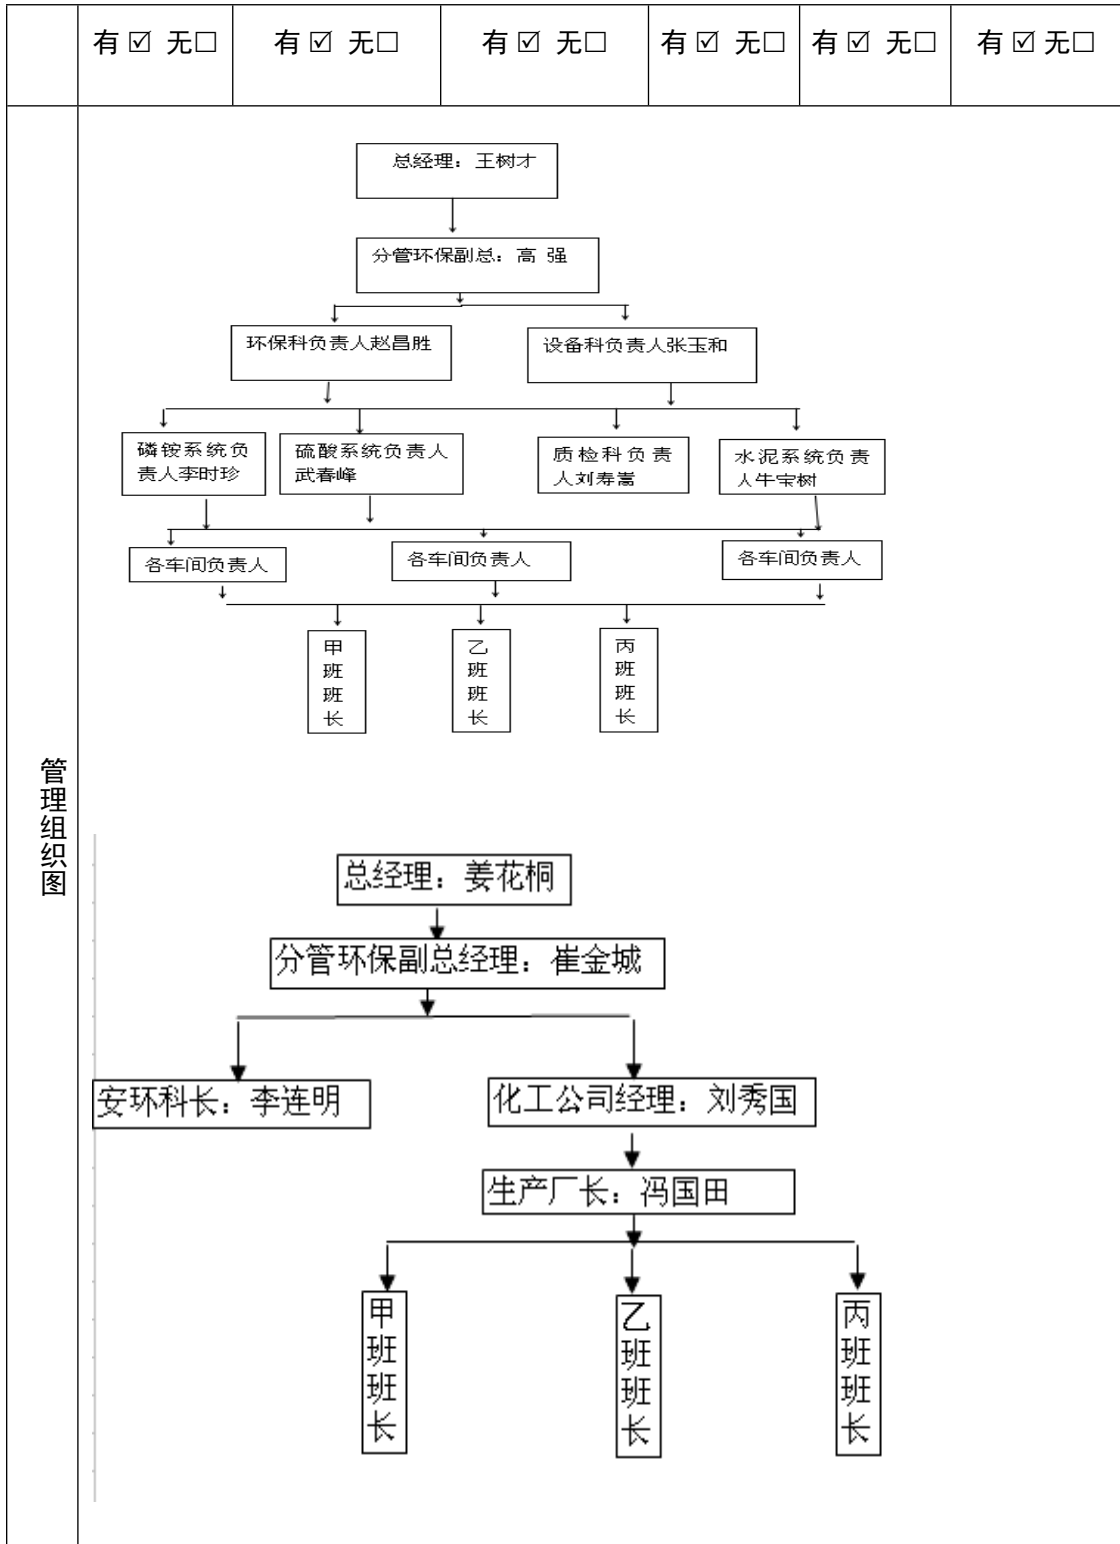 有 ☑ 无□ 有 ☑ 无□ 有 ☑ 无□ 有 ☑ 无□ 有 ☑ 无□ 有 ☑ 无□
管理组织图
总经理：王树才
分管环保副总：高 强
环保科负责人赵昌胜
设备科负责人张玉和
磷铵系统负
责人李时珍
硫酸系统负责人
武春峰
质检科负责
人刘寿嵩
水泥系统负责
人牛宝树
各车间负责人
各车间负责人
各车间负责人
甲班班长
乙班班长
丙班班长
总经理：姜花桐
分管环保副总经理：崔金城
安环科长：李连明
化工公司经理：刘秀国
生产厂长：冯国田
甲班班长
乙班班长
丙班班长